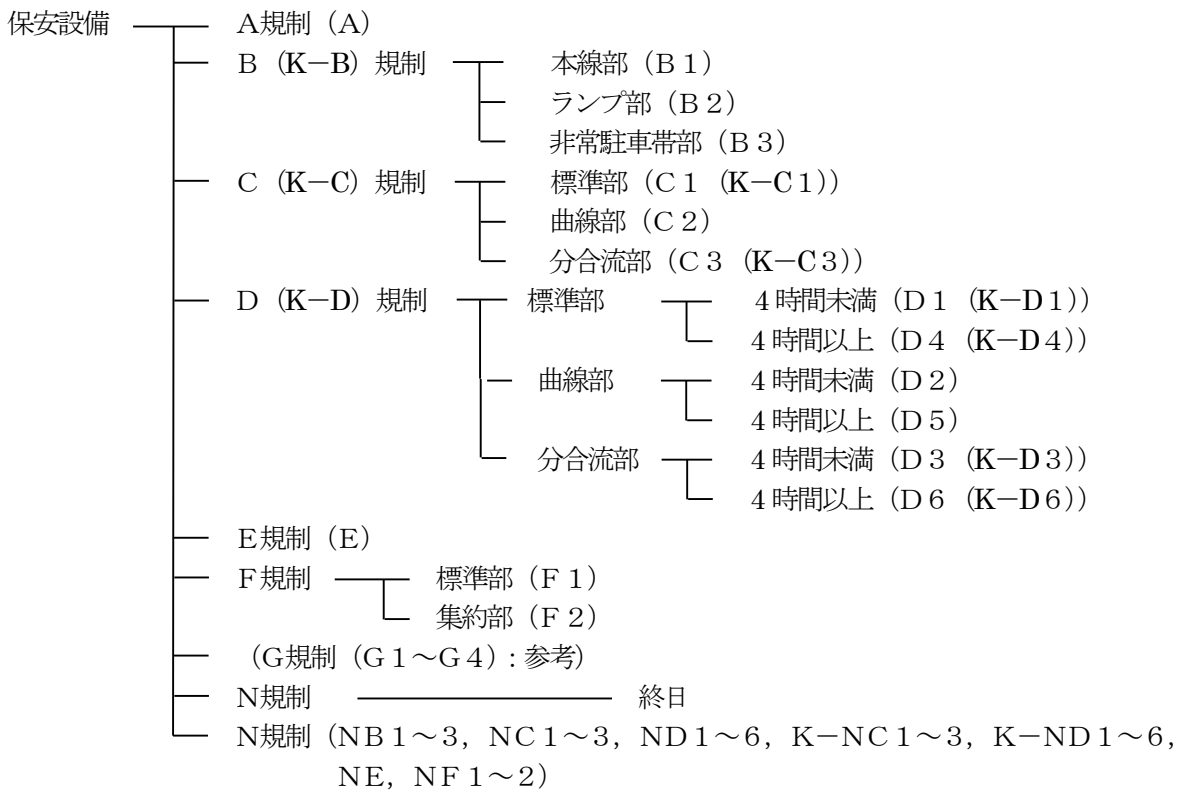 保安設備 A規制（A）
B（K－B）規制 本線部（B１）
ランプ部（B２）
非常駐車帯部（B３）
C（K－C）規制 標準部（C１（K－C１））
曲線部（C２）
分合流部（C３（K－C３））
D（K－D）規制 標準部 ４時間未満（D１（K－D１））
４時間以上（D４（K－D４））
曲線部 ４時間未満（D２）
４時間以上（D５）
分合流部 ４時間未満（D３（K－D３））
４時間以上（D６（K－D６））
E規制（E）
F規制 標準部（F１）
集約部（F２）
（G規制（G１～G４）：参考）
N規制 終日
N規制（NB１～３，NC１～３，ND１～６，K－NC１～３，K－ND１～６，
NE，NF１～２）